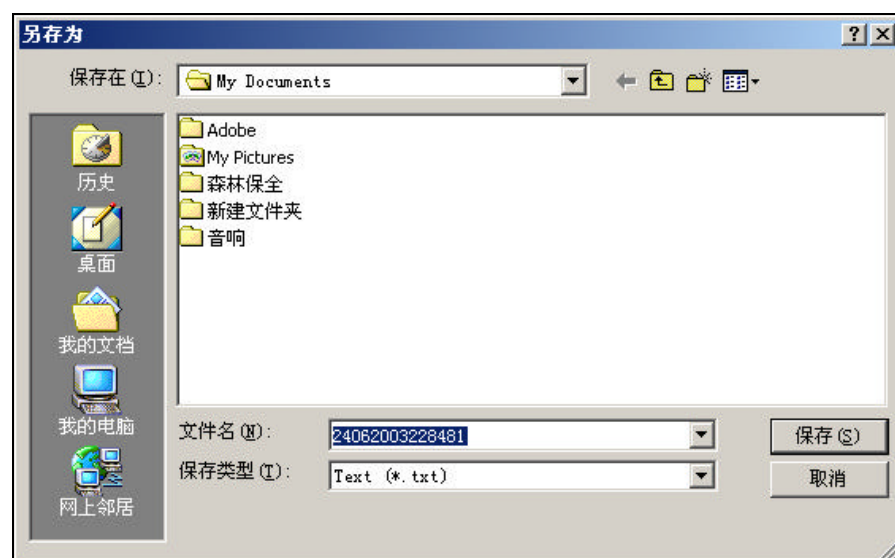 另存为
保存在(I):
My Documents
历史
桌面
我的文档
我的电脑
网上邻居
Adobe
My Pictures
森林保全
新建文件夹
音响
文件名(N):
24062003228481
保存(S)
保存类型(T):
Text (*.txt)
取消